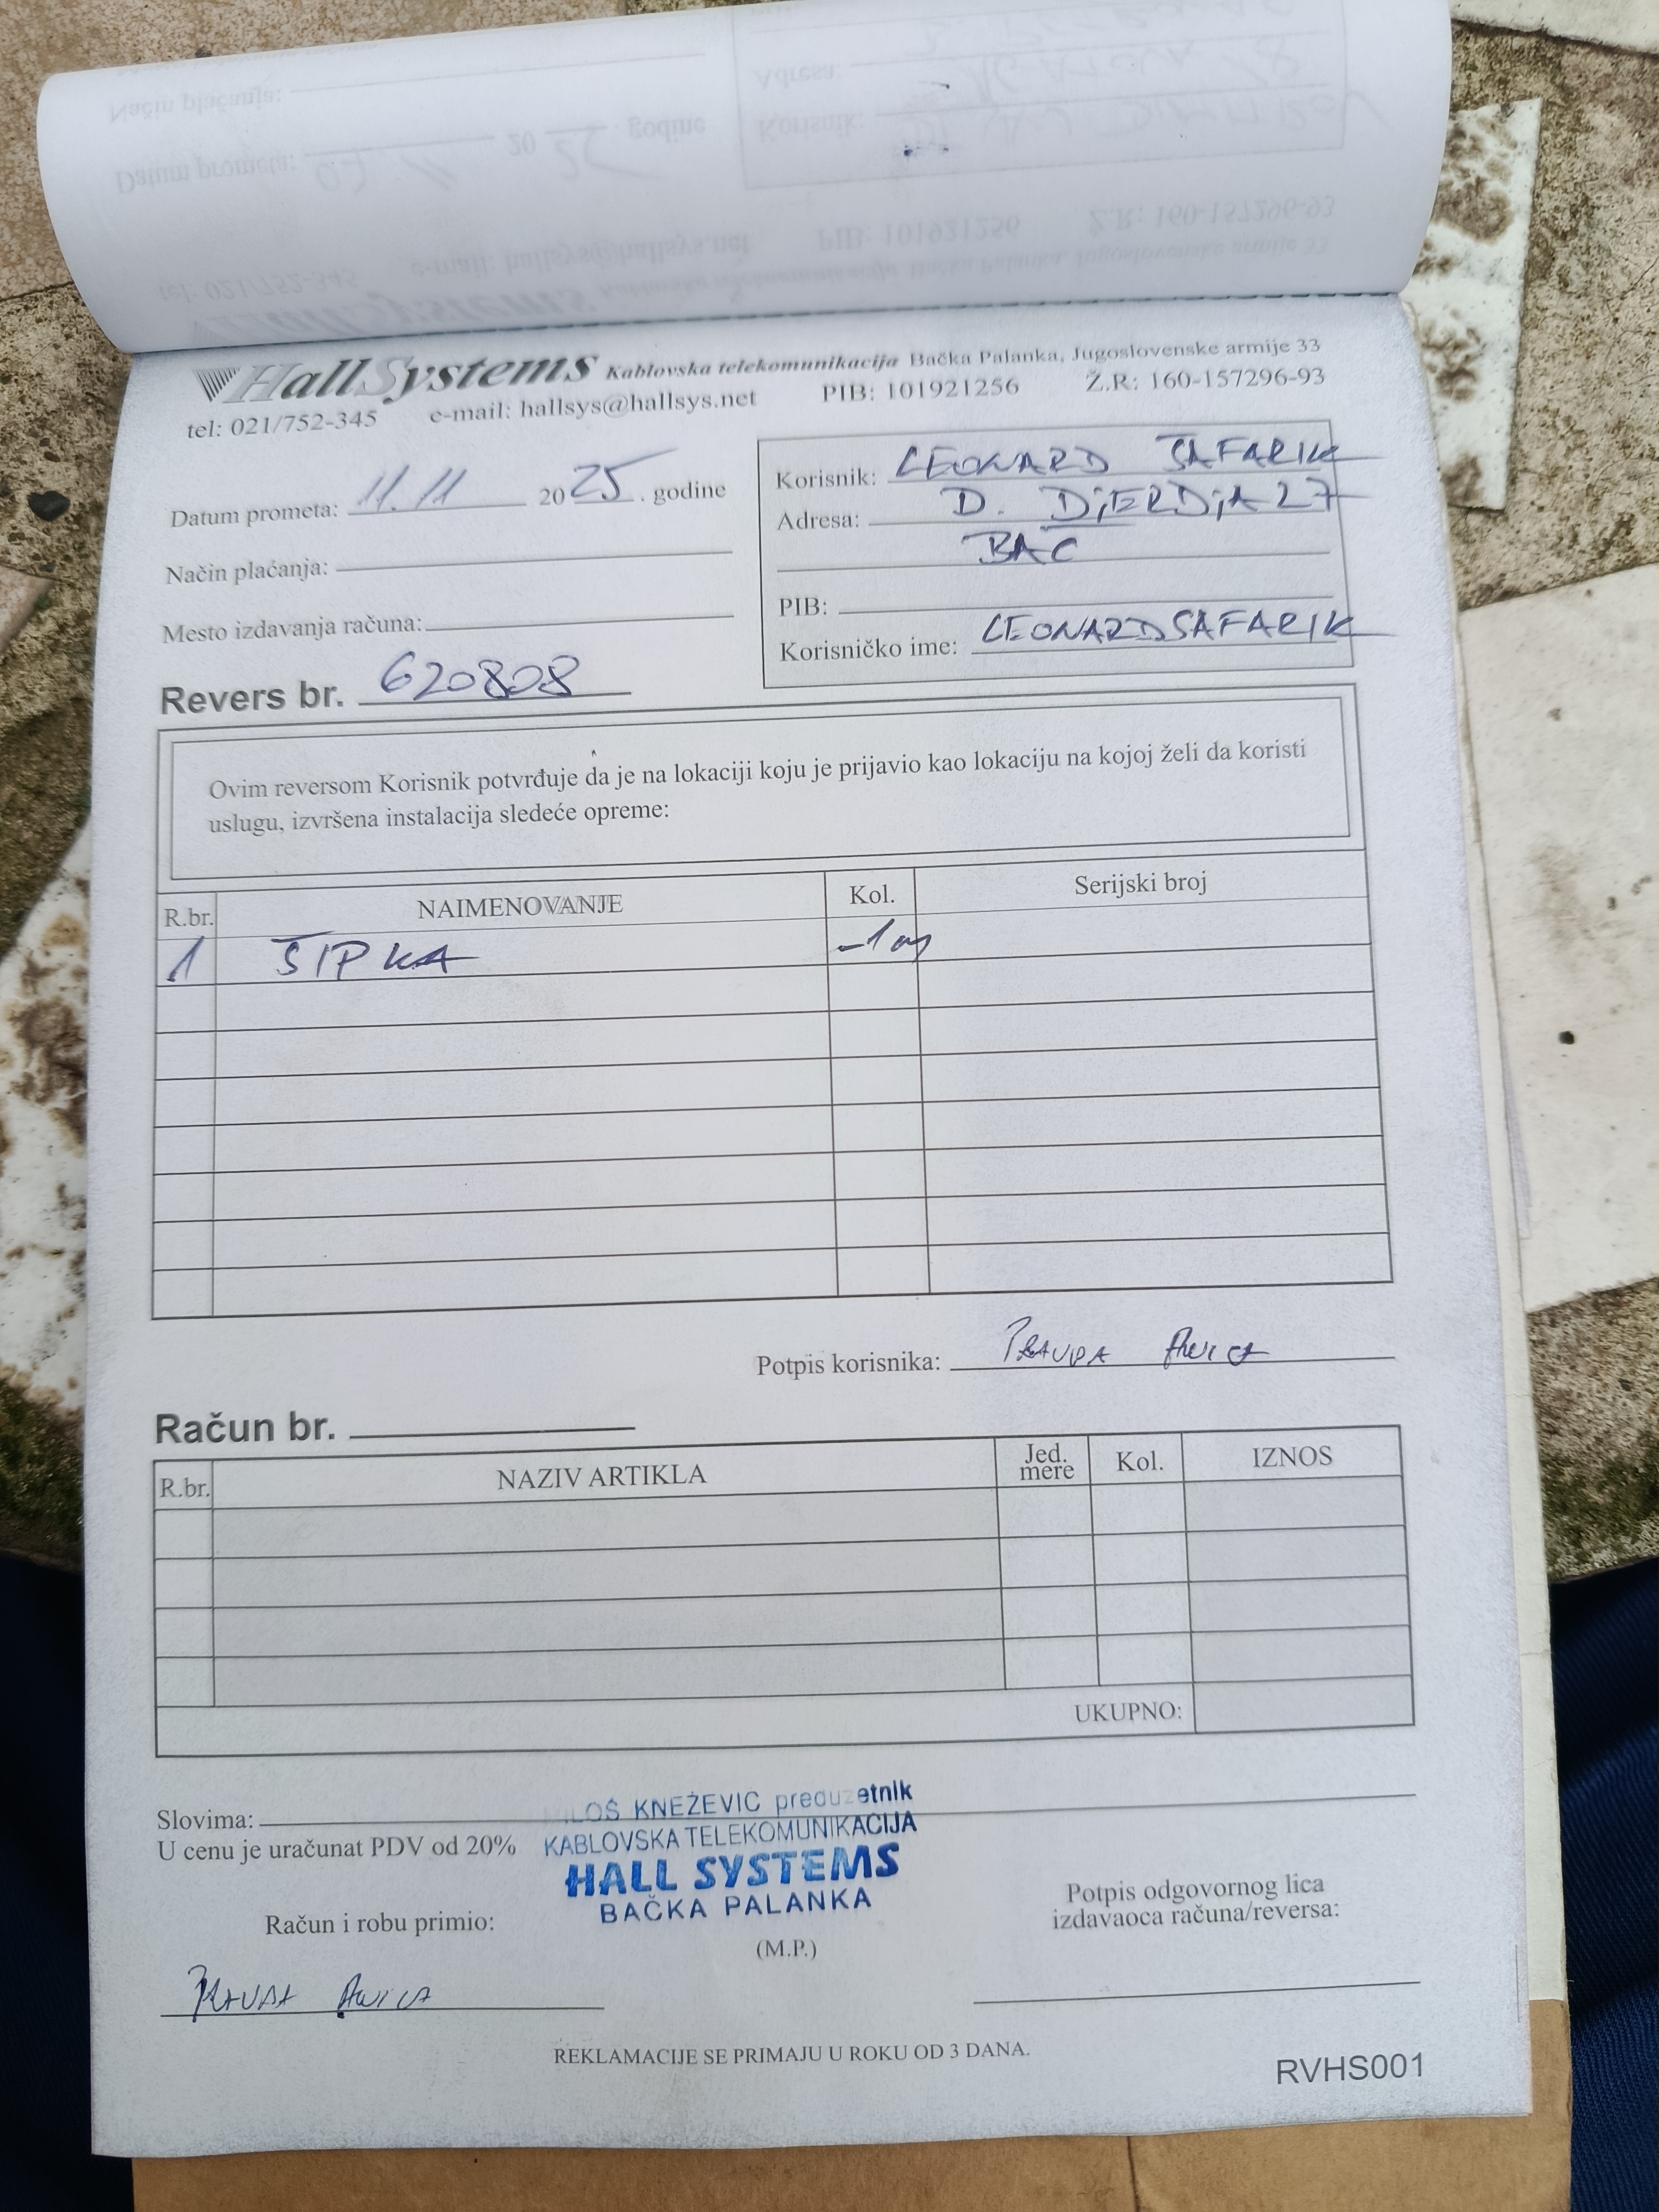 HallSystems Kablovska telekomunikacija Bačka Palanka, Jugoslovenske armije 33
tel: 021/752-345 e-mail: hallsys@hallsys.net PIB: 101921256 Ž.R: 160-157296-93
Datum prometa: 11.11 2025. godine
Način plaćanja:
Mesto izdavanja računa:
Revers br. 620808
Korisnik: LEONARD ŠAFARIK
Adresa: D. DjERDjA 27
BAČ
PIB:
Korisničko ime: LEONARDSAFARIK
Ovim reversom Korisnik potvrđuje da je na lokaciji koju je prijavio kao lokaciju na kojoj želi da koristi
uslugu, izvršena instalacija sledeće opreme:
R.br. NAIMENOVANJE Kol. Serijski broj
1 ŠIPKA -1
Potpis korisnika:
Račun br.
R.br. NAZIV ARTIKLA Jed. mere Kol. IZNOS
UKUPNO:
Slovima:
U cenu je uračunat PDV od 20%
KNEŽEVIĆ preduzetnik
KABLOVSKA TELEKOMUNIKACIJA
HALL SYSTEMS
BAČKA PALANKA
(M.P.)
Račun i robu primio:
Potpis odgovornog lica
izdavaoca računa/reversa:
REKLAMACIJE SE PRIMAJU U ROKU OD 3 DANA.
RVHS001